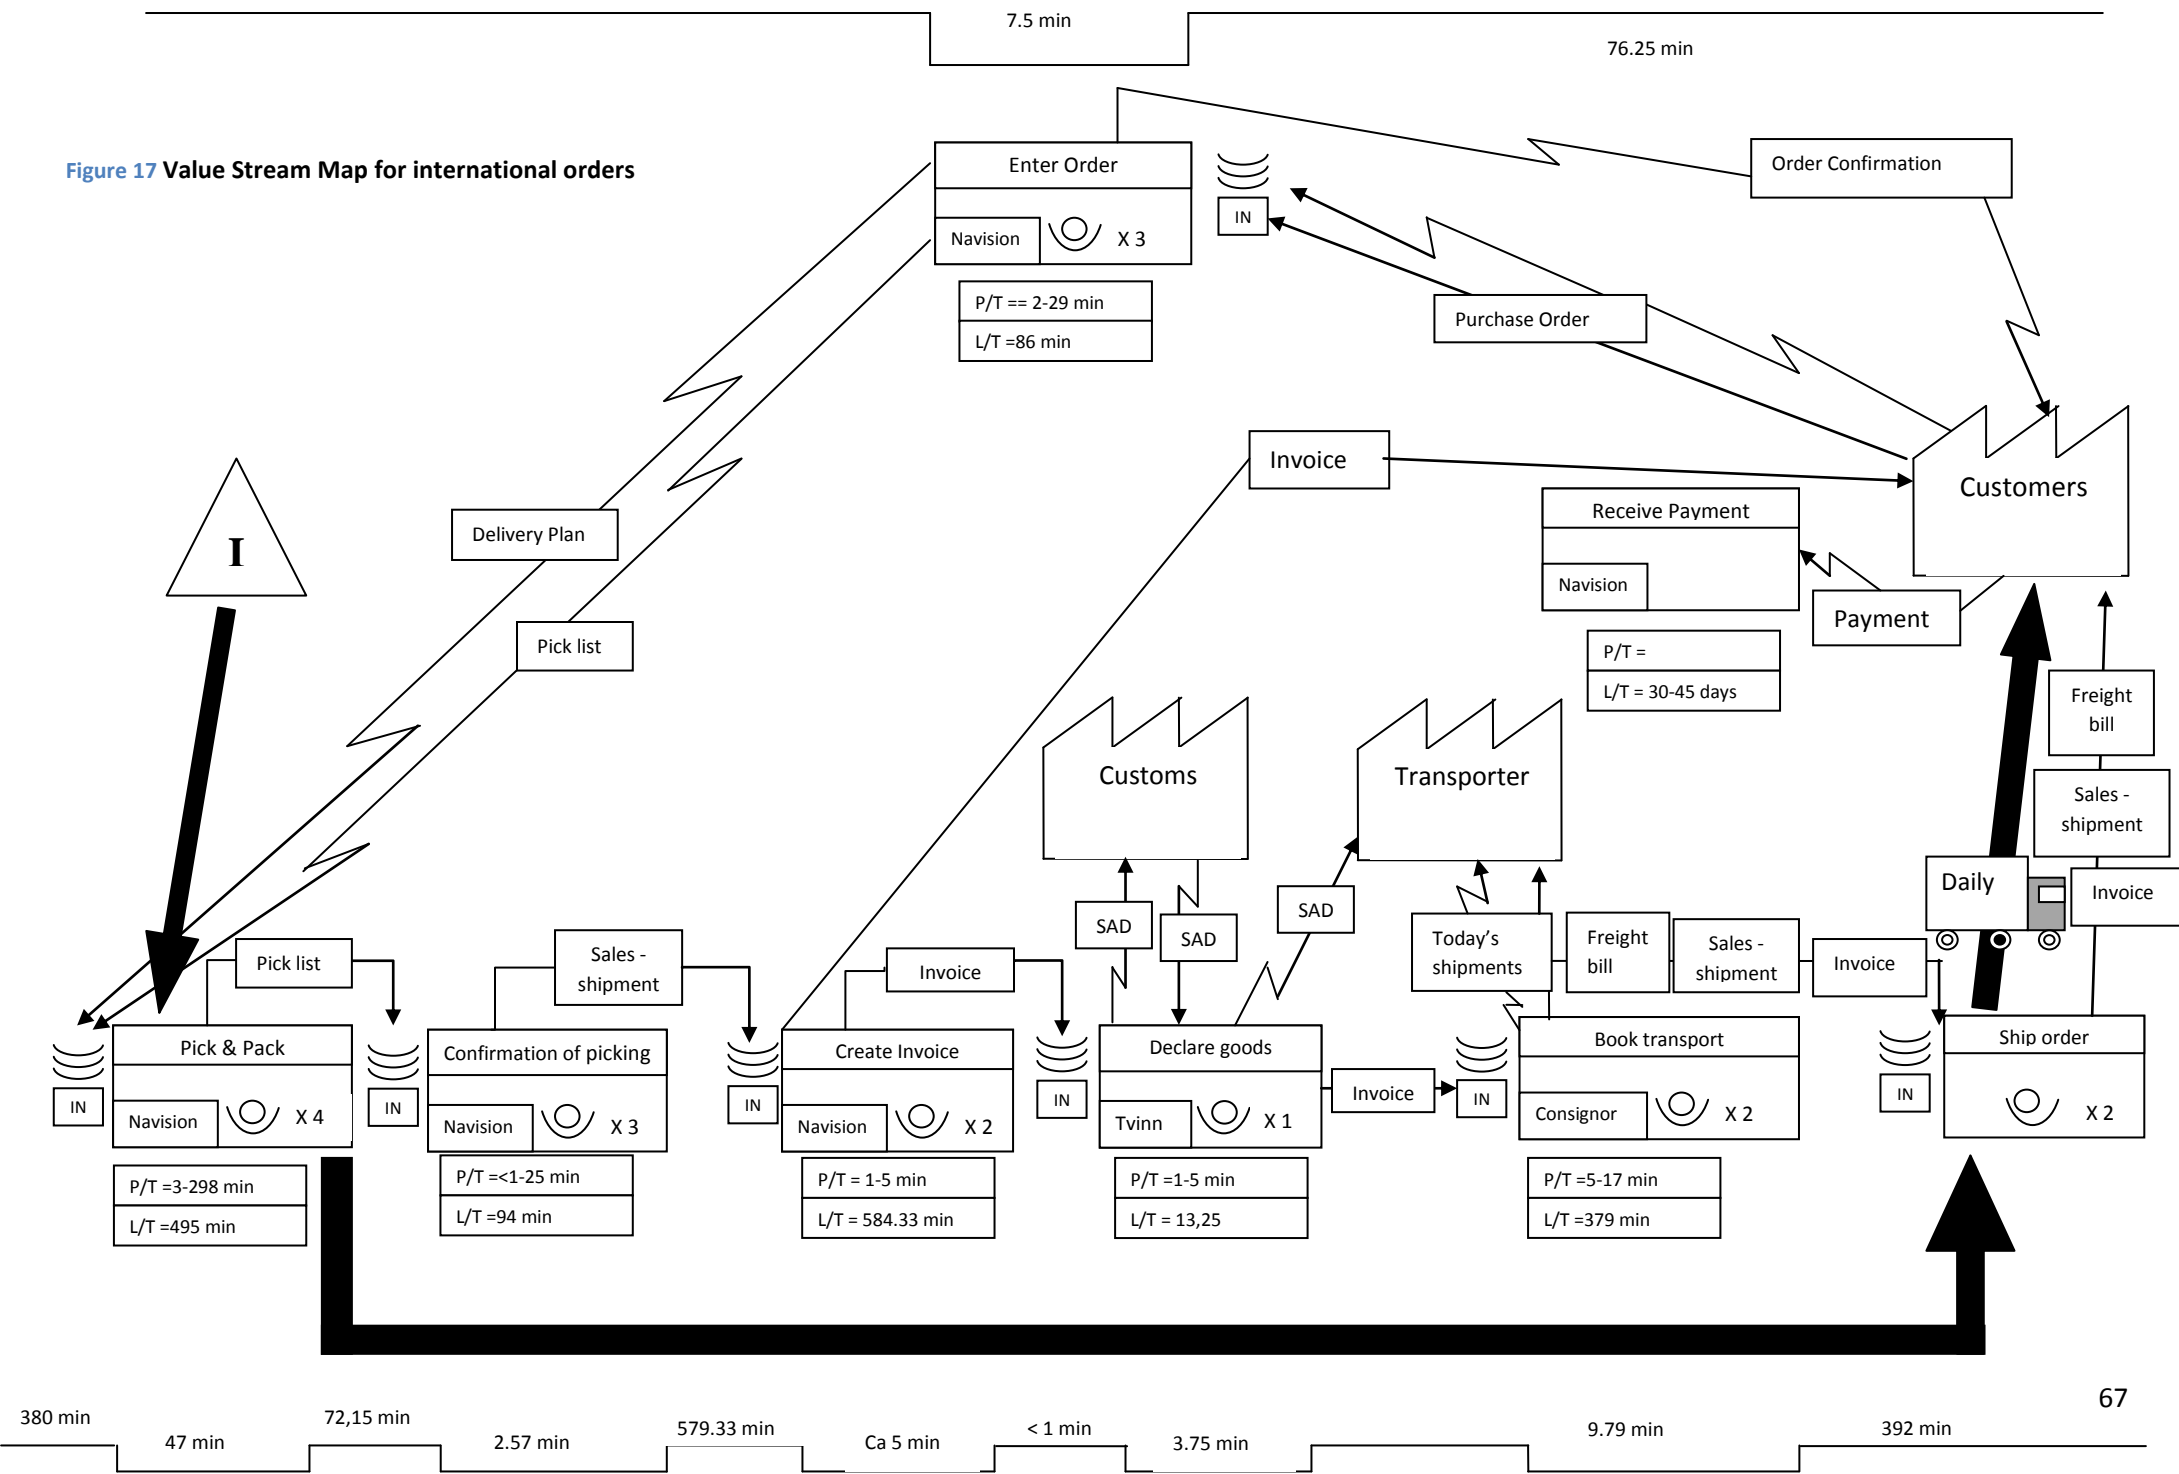 7.5 min
76.25 min
Figure 17 Value Stream Map for international orders
Enter Order
Navision
X 3
IN
P/T == 2-29 min
L/T =86 min
Order Confirmation
Purchase Order
Invoice
Customers
Receive Payment
Navision
P/T =
L/T = 30-45 days
Payment
I
Delivery Plan
Pick list
Customs
Transporter
Freight
bill
Sales -
shipment
Invoice
Daily
SAD
SAD
SAD
Today's
shipments
Freight
bill
Sales -
shipment
Invoice
Pick list
Sales -
shipment
Invoice
IN
Pick & Pack
Navision
X 4
P/T =3-298 min
L/T =495 min
IN
Confirmation of picking
Navision
X 3
P/T =<1-25 min
L/T =94 min
IN
Create Invoice
Navision
X 2
P/T = 1-5 min
L/T = 584.33 min
IN
Declare goods
Tvinn
X 1
P/T =1-5 min
L/T = 13,25
Invoice
IN
Book transport
Consignor
X 2
P/T =5-17 min
L/T =379 min
IN
Ship order
X 2
67
380 min
47 min
72,15 min
2.57 min
579.33 min
Ca 5 min
< 1 min
3.75 min
9.79 min
392 min